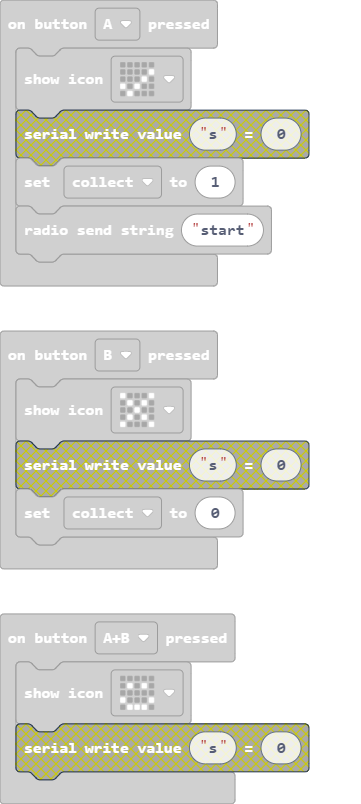 on button A pressed
show icon
serial write value "s" = 0
set collect to 1
radio send string "start"
on button B pressed
show icon
serial write value "s" = 0
set collect to 0
on button A+B pressed
show icon
serial write value "s" = 0